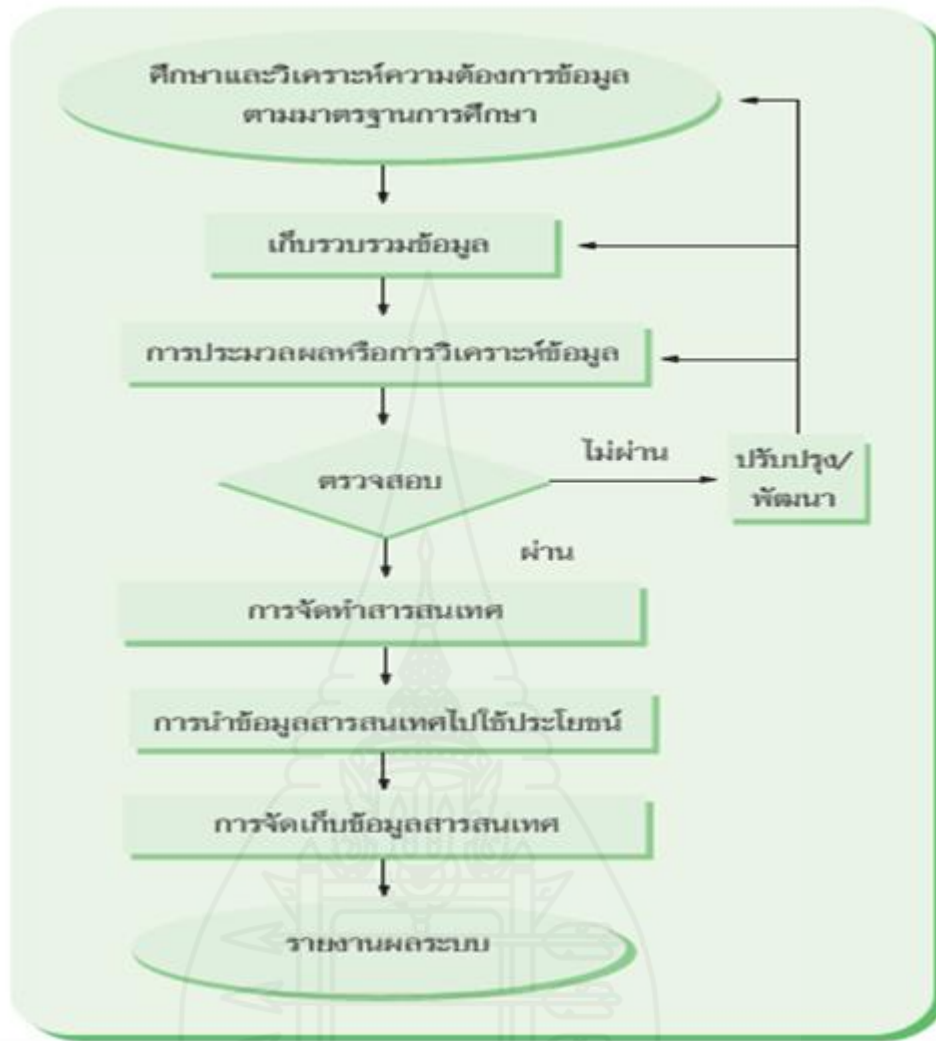 ศึกษาและวิเคราะห์ความต้องการข้อมูล
ตามมาตรฐานการศึกษา
เก็บรวบรวมข้อมูล
การประมวลผลหรือการวิเคราะห์ข้อมูล
ตรวจสอบ
ไม่ผ่าน
ปรับปรุง/
พัฒนา
ผ่าน
การจัดทำสารสนเทศ
การนำข้อมูลสารสนเทศไปใช้ประโยชน์
การจัดเก็บข้อมูลสารสนเทศ
รายงานผลระบบ